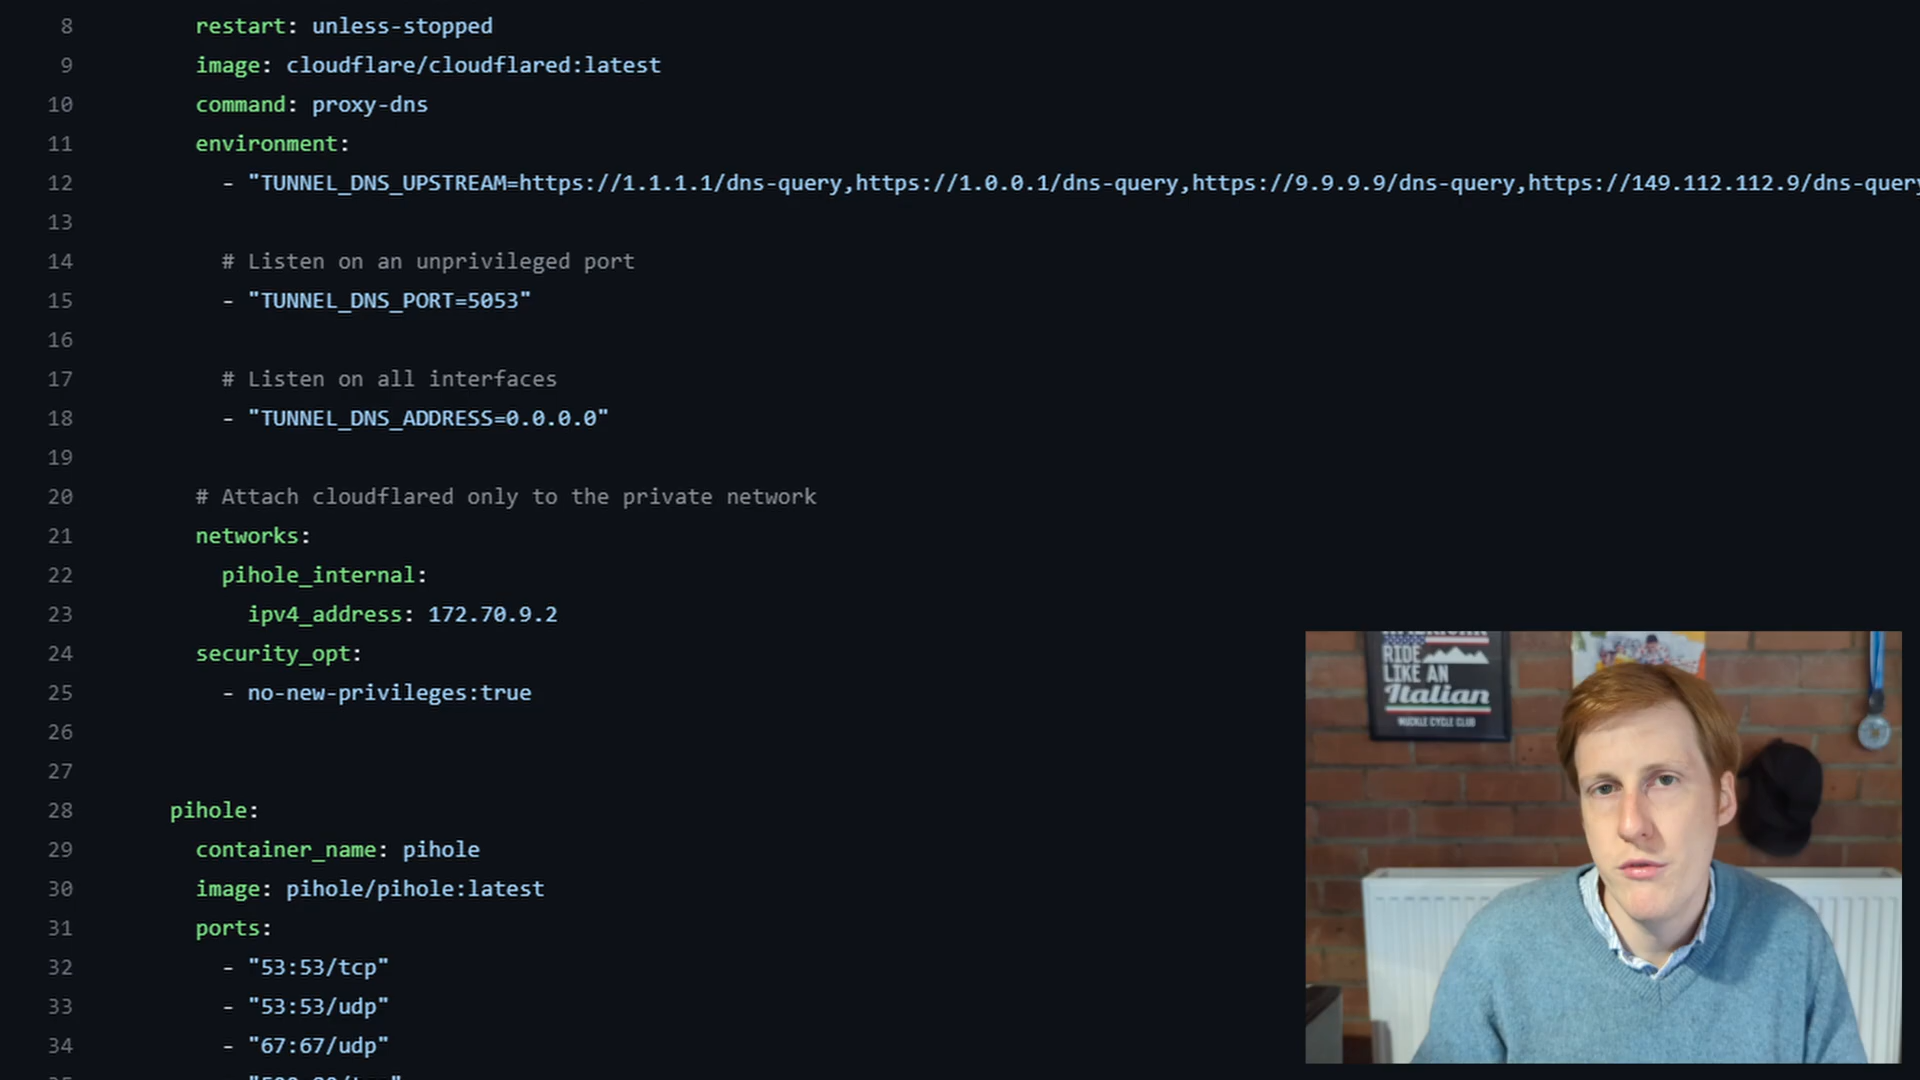 8 restart: unless-stopped
9 image: cloudflare/cloudflared:latest
10 command: proxy-dns
11 environment:
12 - "TUNNEL_DNS_UPSTREAM=https://1.1.1.1/dns-query,https://1.0.0.1/dns-query,https://9.9.9.9/dns-query,https://149.112.112.9/dns-query
13
14 # Listen on an unprivileged port
15 - "TUNNEL_DNS_PORT=5053"
16
17 # Listen on all interfaces
18 - "TUNNEL_DNS_ADDRESS=0.0.0.0"
19
20 # Attach cloudflared only to the private network
21 networks:
22 pihole_internal:
23 ipv4_address: 172.70.9.2
24 security_opt:
25 - no-new-privileges:true
26
27
28 pihole:
29 container_name: pihole
30 image: pihole/pihole:latest
31 ports:
32 - "53:53/tcp"
33 - "53:53/udp"
34 - "67:67/udp"
RIDE
LIKE AN
Italian
MUCKLE CYCLE CLUB